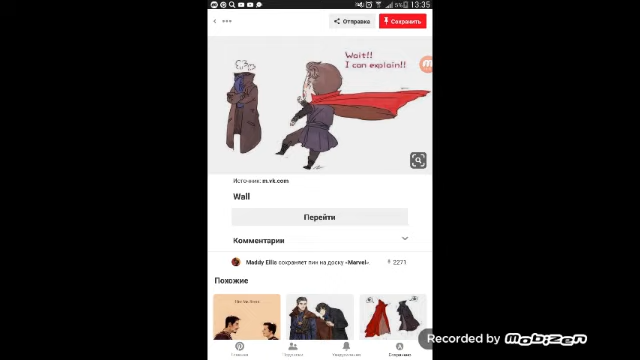 5% 13:35
Отправка
Сохранить
Wait!!
I can explain!!
Источник: m.vk.com
Wall
Перейти
Комментарии
Maddy Ellis сохраняет пин на доску «Marvel»
2271
Похожие
Recorded by mobizen